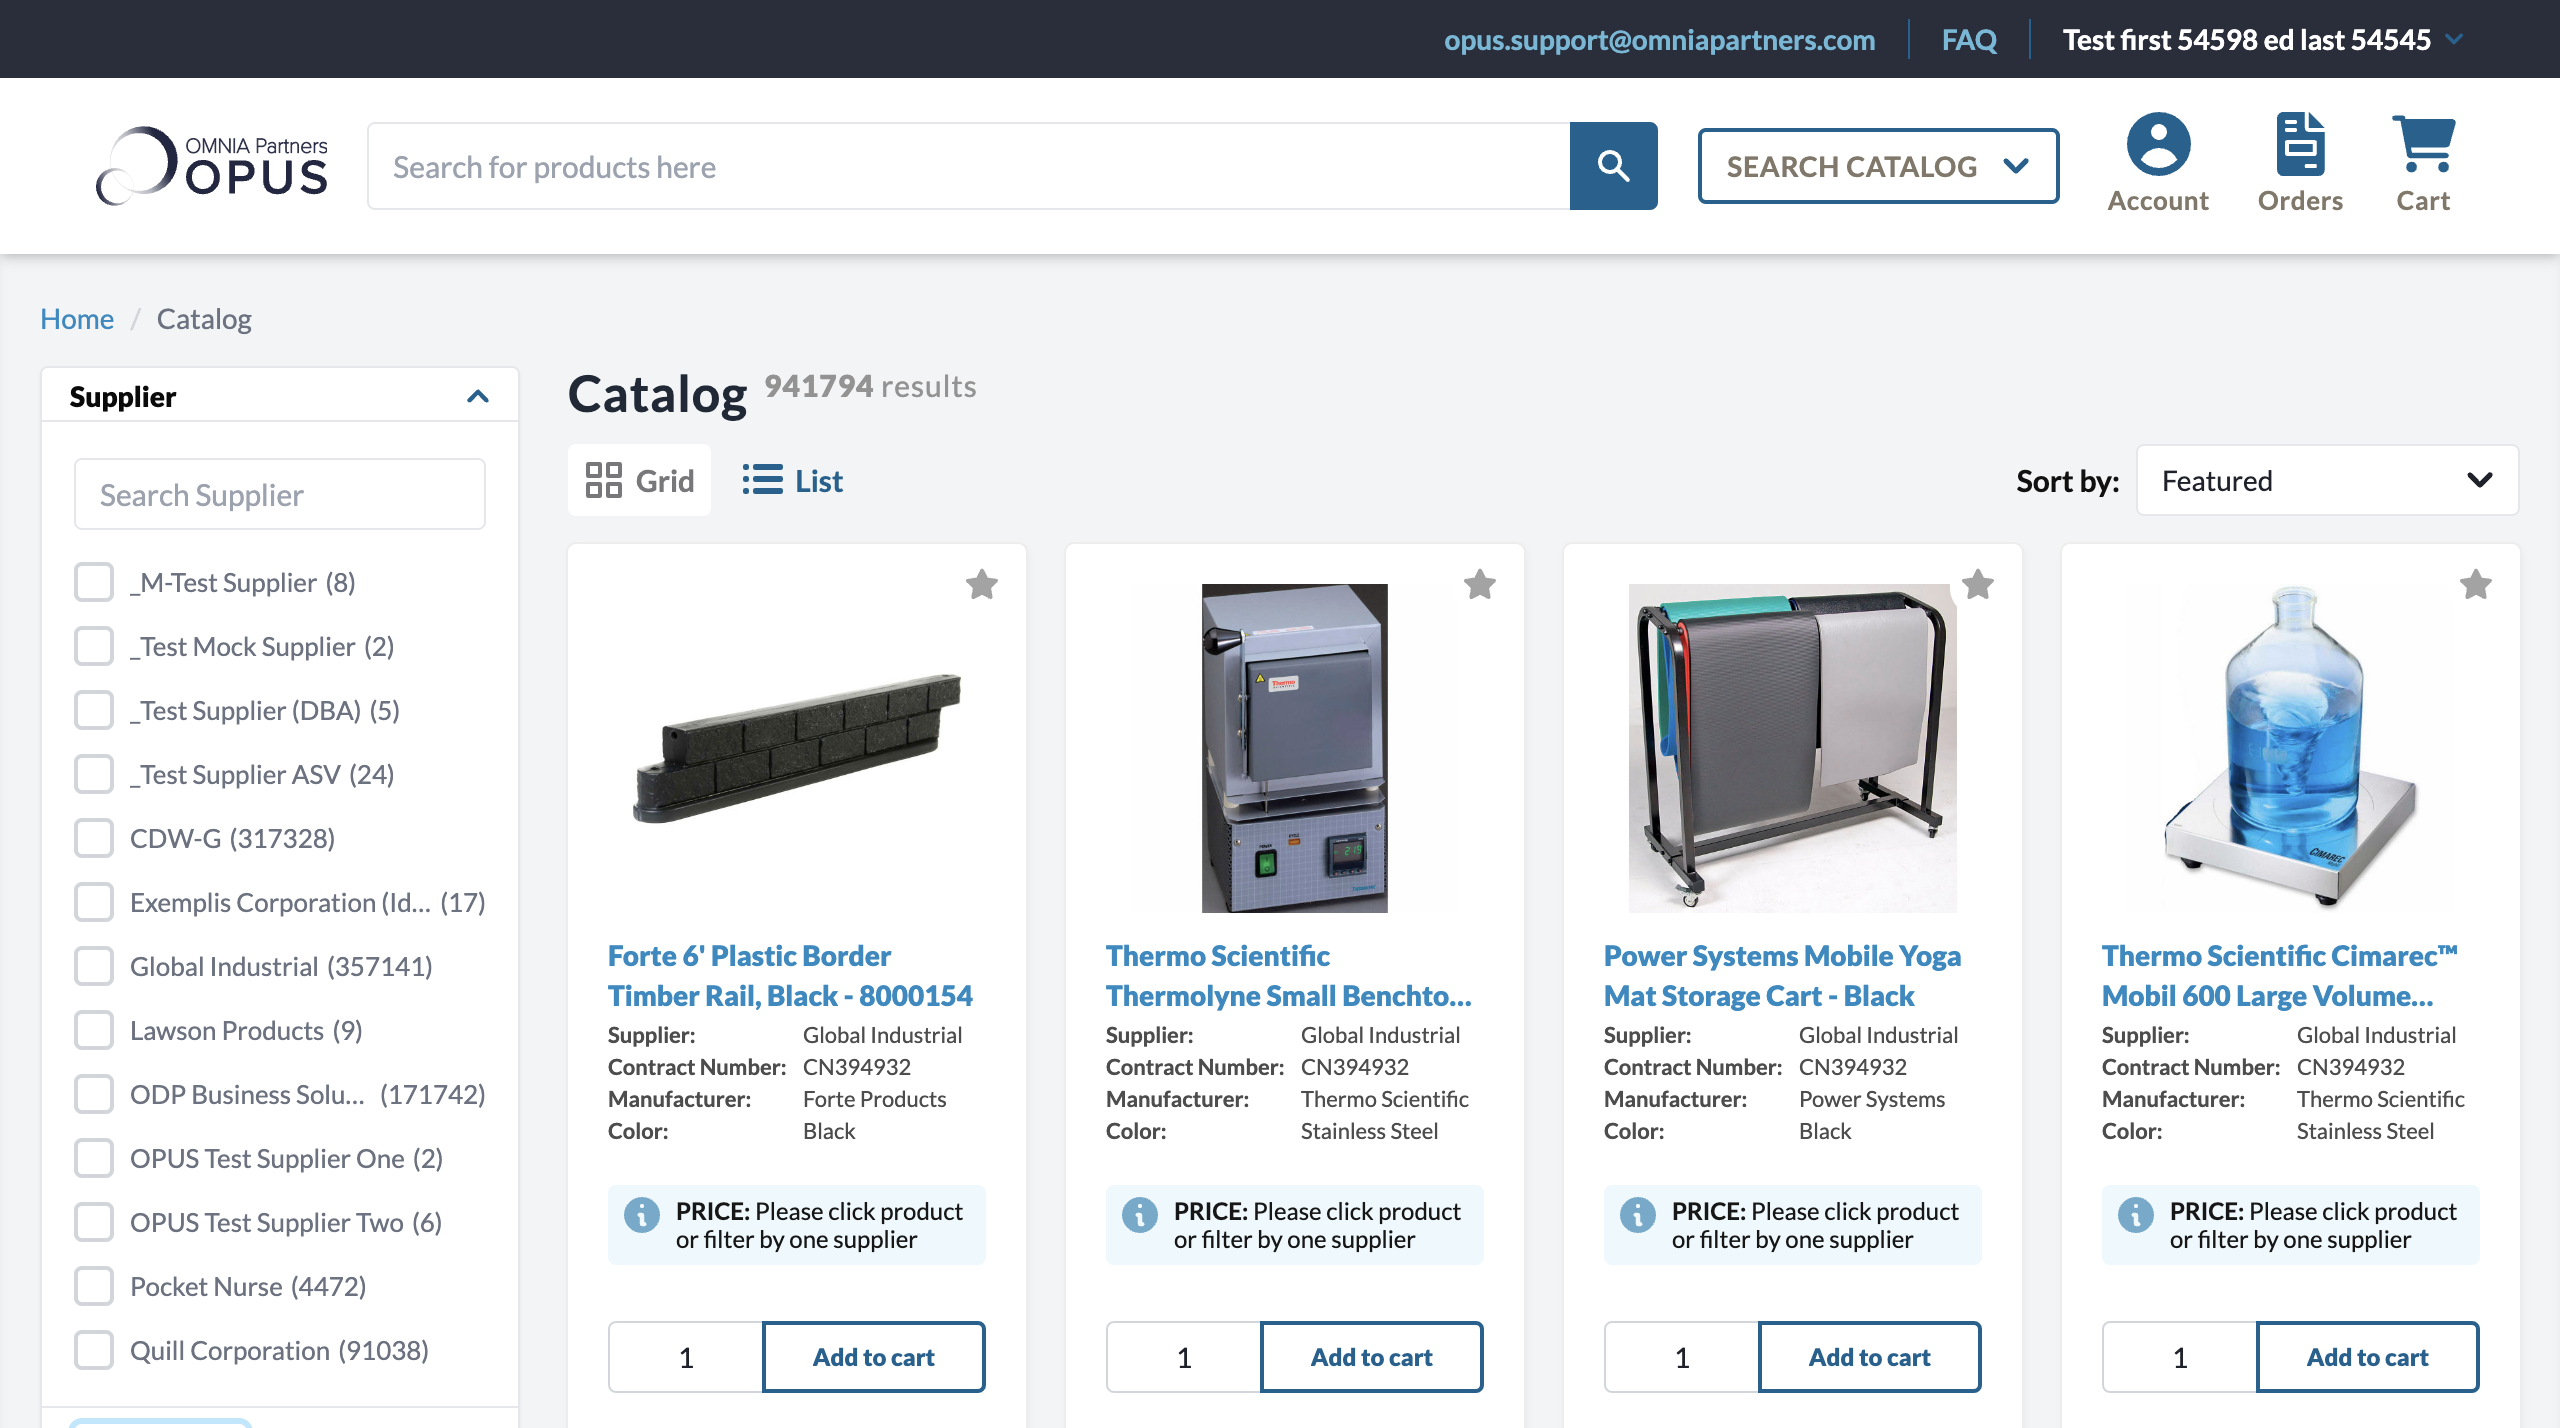 opus.support@omniapartners.com
FAQ
Test first 54598 ed last 54545
OMNIA Partners
OPUS
Search for products here
SEARCH CATALOG
Account
Orders
Cart
Home / Catalog
Supplier
Search Supplier
_M-Test Supplier (8)
_Test Mock Supplier (2)
_Test Supplier (DBA) (5)
_Test Supplier ASV (24)
CDW-G (317328)
Exemplis Corporation (Id... (17)
Global Industrial (357141)
Lawson Products (9)
ODP Business Solu... (171742)
OPUS Test Supplier One (2)
OPUS Test Supplier Two (6)
Pocket Nurse (4472)
Quill Corporation (91038)
Catalog 941794 results
Grid
List
Sort by: Featured
Forte 6' Plastic Border
Timber Rail, Black - 8000154
Supplier: Global Industrial
Contract Number: CN394932
Manufacturer: Forte Products
Color: Black
PRICE: Please click product
or filter by one supplier
1
Add to cart
Thermo
Thermo Scientific
Thermolyne Small Benchto...
Supplier: Global Industrial
Contract Number: CN394932
Manufacturer: Thermo Scientific
Color: Stainless Steel
PRICE: Please click product
or filter by one supplier
1
Add to cart
Power Systems Mobile Yoga
Mat Storage Cart - Black
Supplier: Global Industrial
Contract Number: CN394932
Manufacturer: Power Systems
Color: Black
PRICE: Please click product
or filter by one supplier
1
Add to cart
CIMAREC
Thermo Scientific Cimarec™
Mobil 600 Large Volume...
Supplier: Global Industrial
Contract Number: CN394932
Manufacturer: Thermo Scientific
Color: Stainless Steel
PRICE: Please click product
or filter by one supplier
1
Add to cart